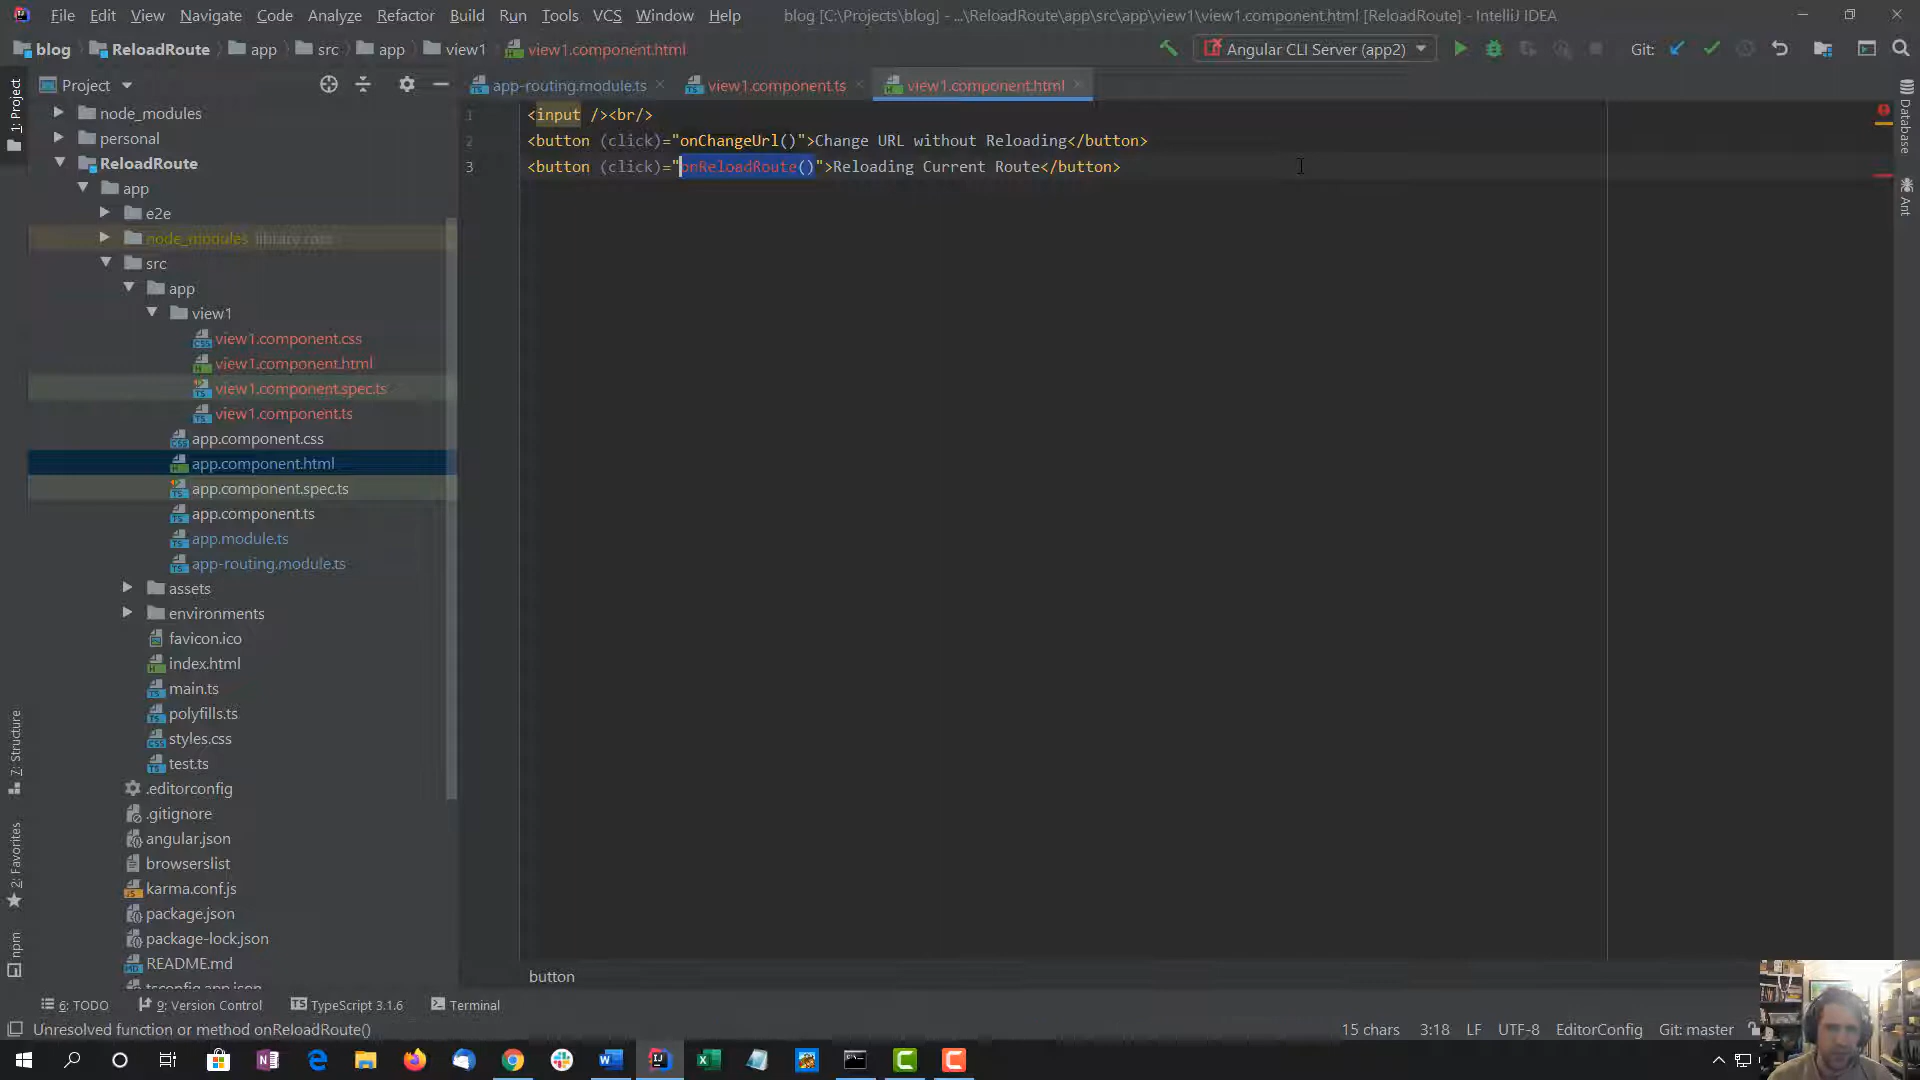 File Edit View Navigate Code Analyze Refactor Build Run Tools VCS Window Help blog [C:\Projects\blog] - ...\ReloadRoute\app\src\app\view1\view1.component.html [ReloadRoute] - IntelliJ IDEA
blog ReloadRoute app src app view1 view1.component.html Angular CLI Server (app2) Git:
Project app-routing.module.ts view1.component.ts view1.component.html
1: Project
Database
Ant
7: Structure
2: Favorites
npm
node_modules
personal
ReloadRoute
app
e2e
node_modules library root
src
app
view1
view1.component.css
view1.component.html
view1.component.spec.ts
view1.component.ts
app.component.css
app.component.html
app.component.spec.ts
app.component.ts
app.module.ts
app-routing.module.ts
assets
environments
favicon.ico
index.html
main.ts
polyfills.ts
styles.css
test.ts
.editorconfig
.gitignore
angular.json
browserslist
karma.conf.js
package.json
package-lock.json
README.md
tsconfig.app.json
1 <input /><br/>
2 <button (click)="onChangeUrl()">Change URL without Reloading</button>
3 <button (click)="onReloadRoute()">Reloading Current Route</button>
button
6: TODO 9: Version Control TypeScript 3.1.6 Terminal
Unresolved function or method onReloadRoute() 15 chars 3:18 LF UTF-8 EditorConfig Git: master